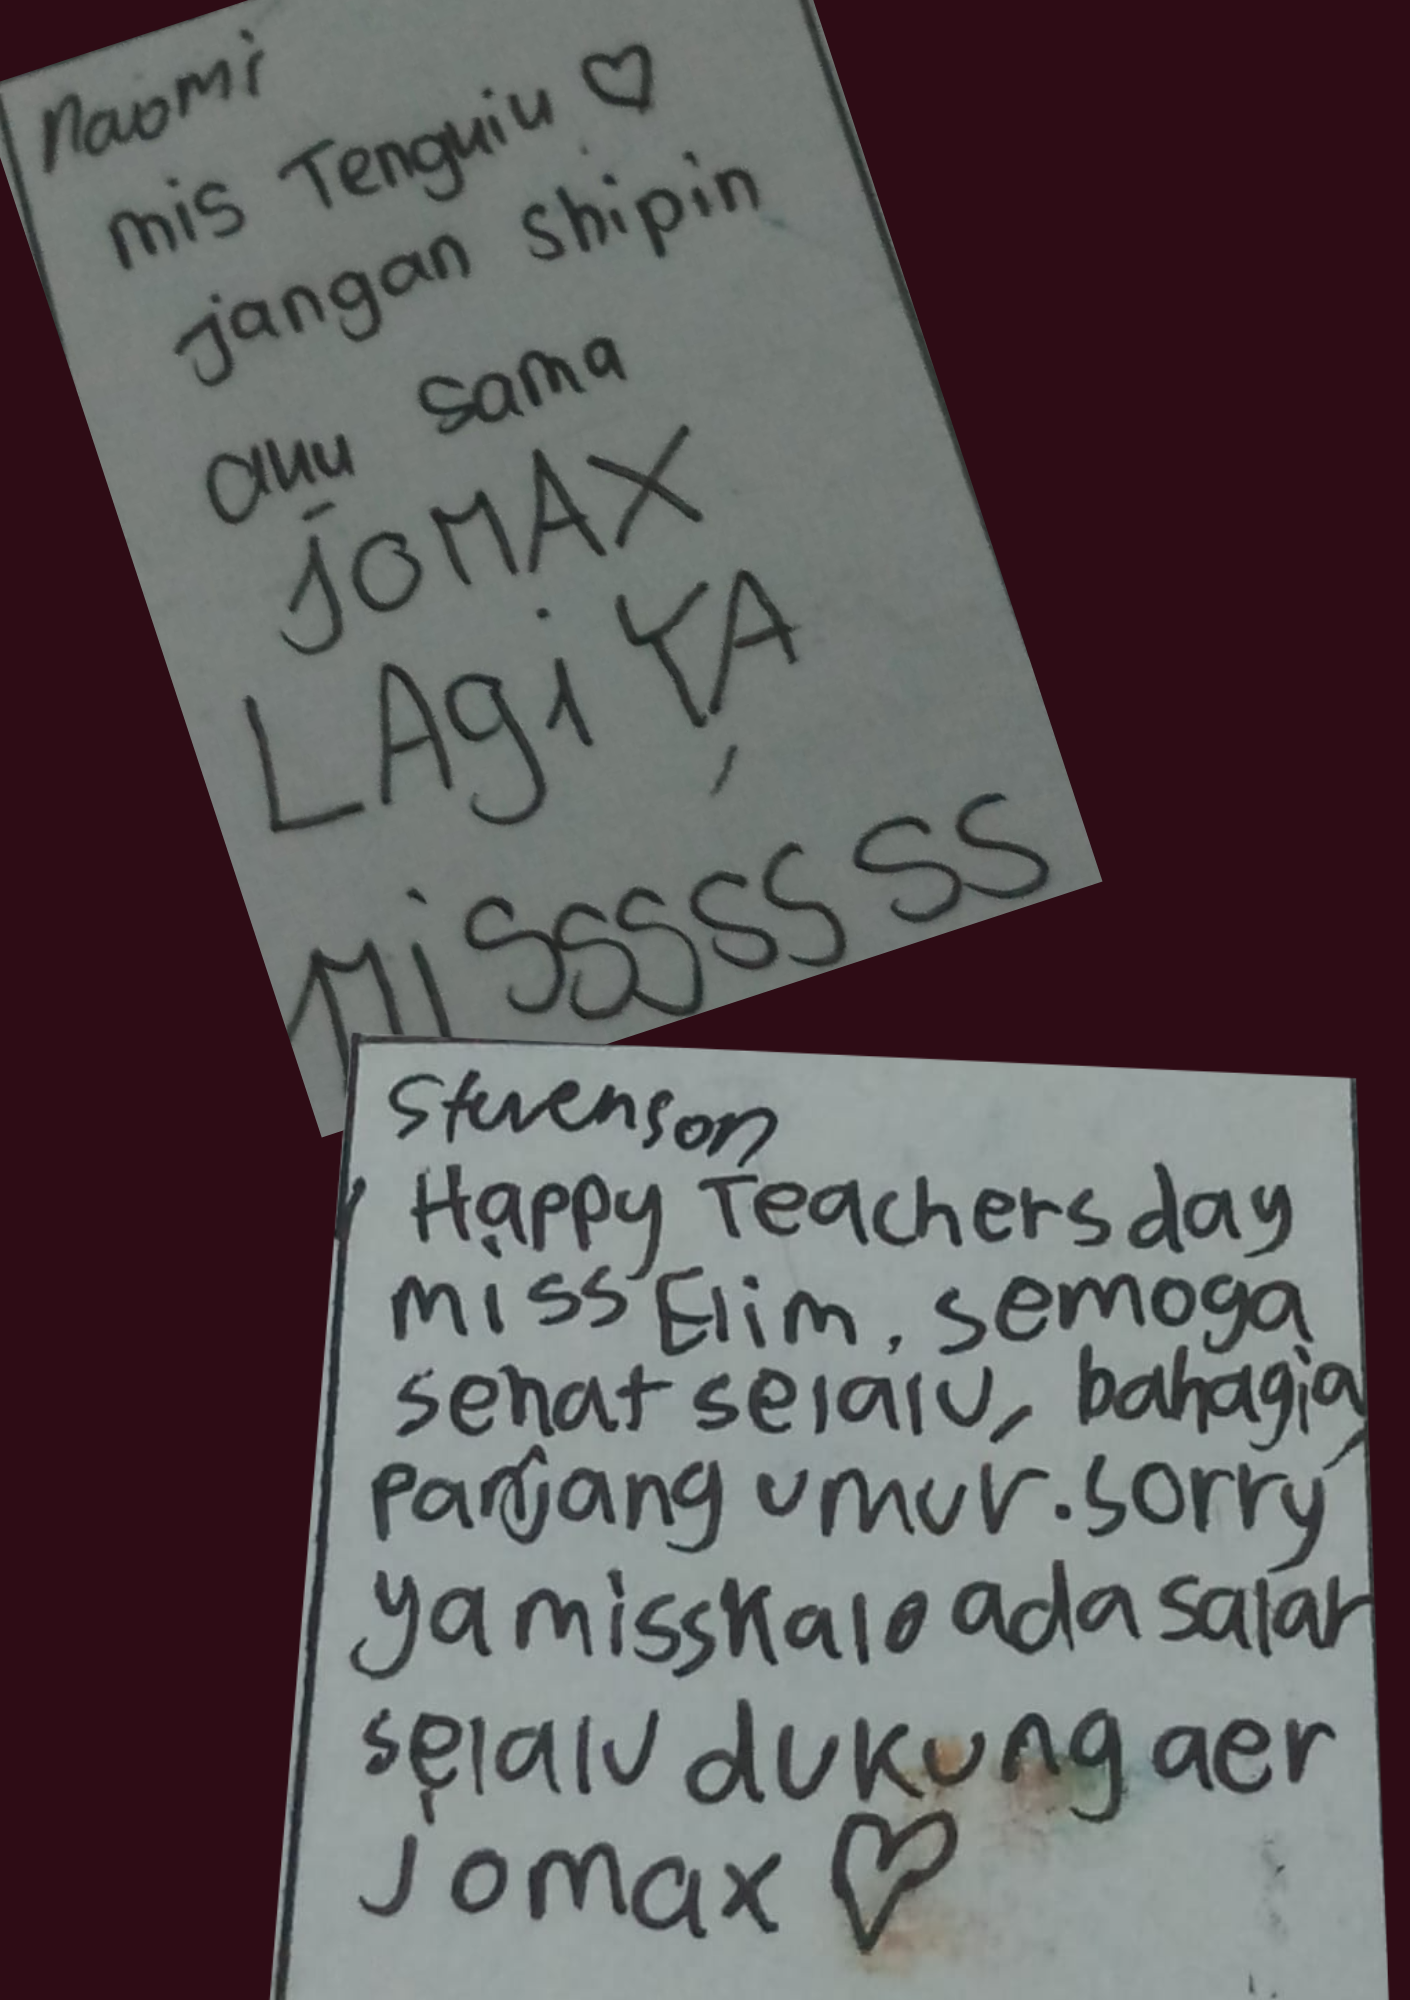 Naomi
mis Tenguiu ♡
jangan shipin
aku sama
JOMAX
LAgi YA,
Misssssss
Stevenson
Happy Teachers day
miss Elim, semoga
sehat selalu, bahagia,
panjang umur. sorry
ya miss kalo ada salah
selalu dukung aer
Jomax ♡